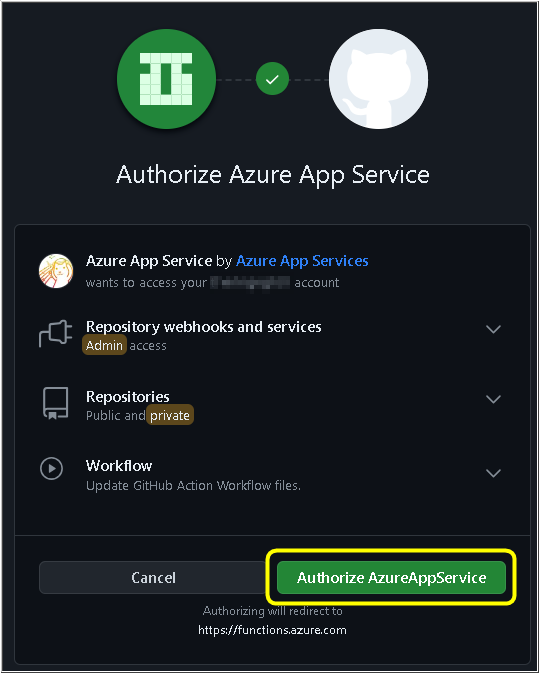 Authorize Azure App Service
Azure App Service by Azure App Services
wants to access your account
Repository webhooks and services
Admin access
Repositories
Public and private
Workflow
Update GitHub Action Workflow files.
Cancel
Authorize AzureAppService
Authorizing will redirect to
https://functions.azure.com